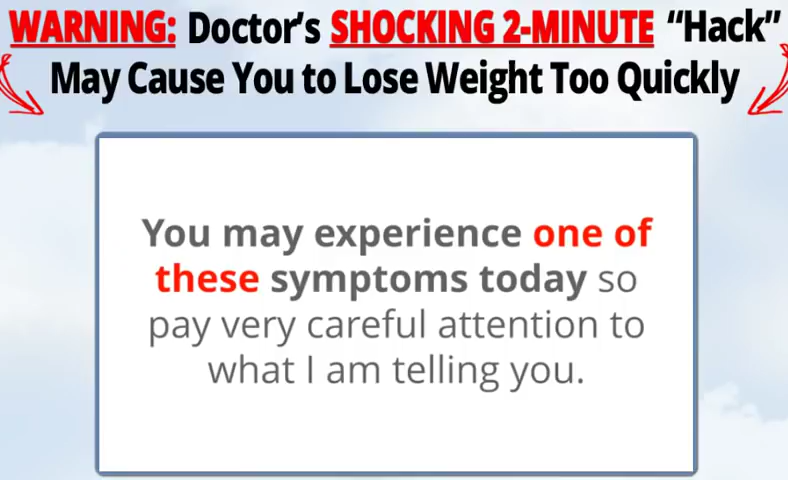 WARNING: Doctor's SHOCKING 2-MINUTE “Hack”
May Cause You to Lose Weight Too Quickly
You may experience one of
these symptoms today so
pay very careful attention to
what I am telling you.